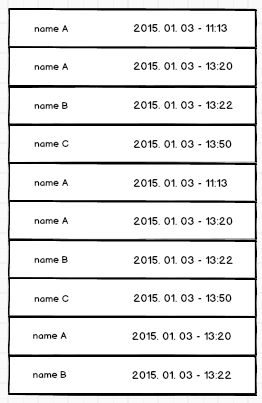 name A 2015. 01. 03 - 11:13
name A 2015. 01. 03 - 13:20
name B 2015. 01. 03 - 13:22
name C 2015. 01. 03 - 13:50
name A 2015. 01. 03 - 11:13
name A 2015. 01. 03 - 13:20
name B 2015. 01. 03 - 13:22
name C 2015. 01. 03 - 13:50
name A 2015. 01. 03 - 13:20
name B 2015. 01. 03 - 13:22